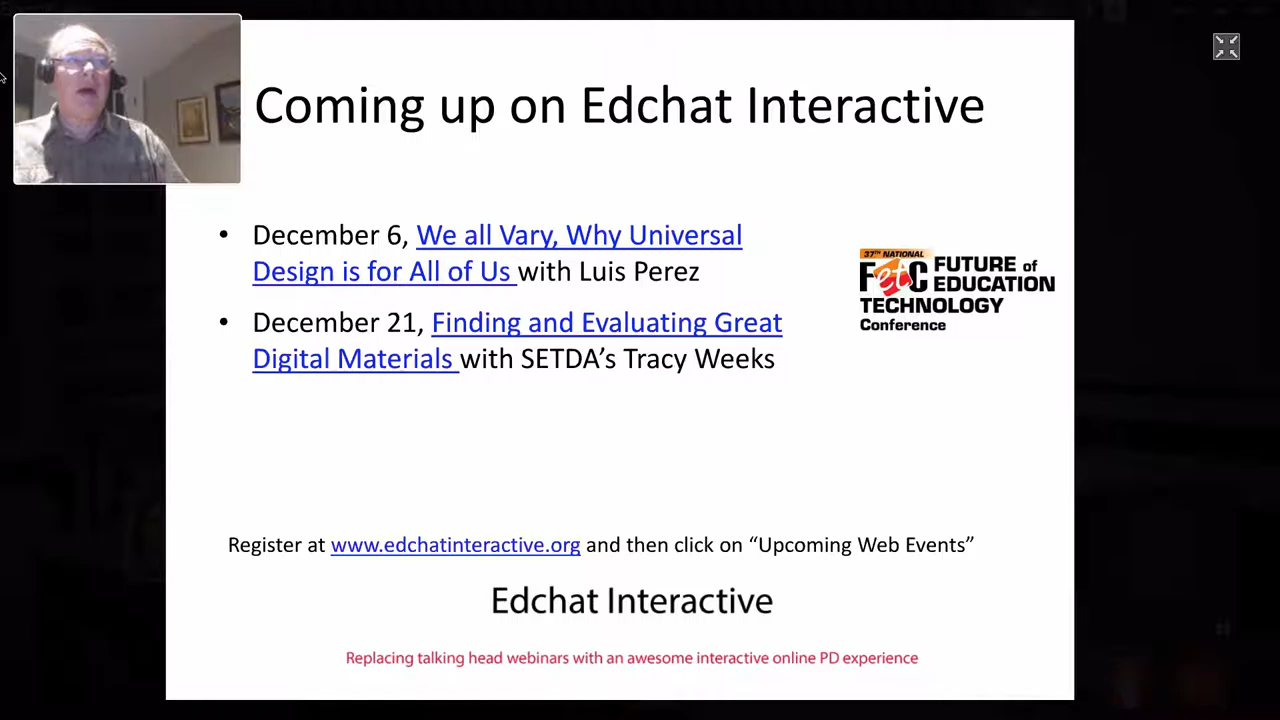 Coming up on Edchat Interactive
• December 6, We all Vary, Why Universal
Design is for All of Us with Luis Perez
• December 21, Finding and Evaluating Great
Digital Materials with SETDA’s Tracy Weeks
37TH NATIONAL
FetC FUTURE of
EDUCATION
TECHNOLOGY
Conference
Register at www.edchatinteractive.org and then click on “Upcoming Web Events”
Edchat Interactive
Replacing talking head webinars with an awesome interactive online PD experience